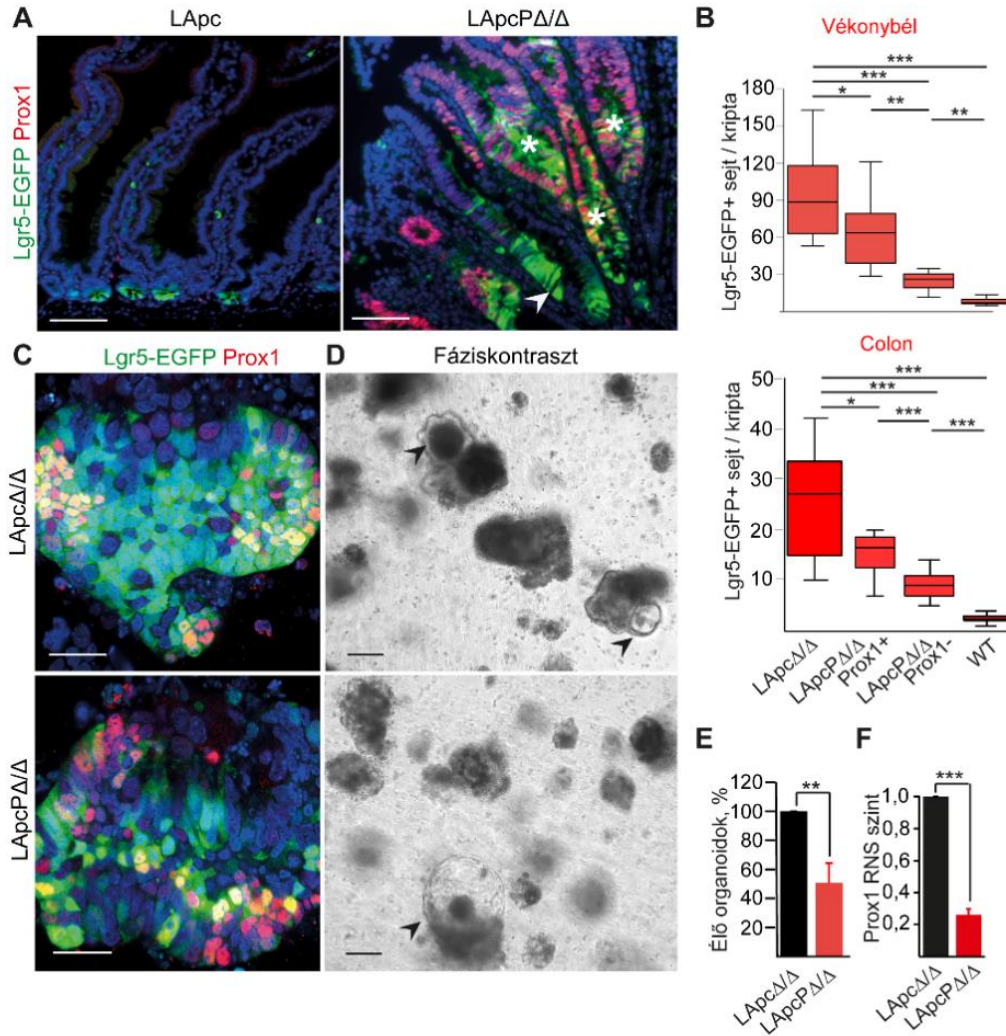 A
LApc
LApcPΔ/Δ
Lgr5-EGFP Prox1
B
Vékonybél
***
***
*
**
**
180
150
120
90
60
30
Lgr5-EGFP+ sejt / kripta
Colon
***
***
*
***
***
50
40
30
20
10
Lgr5-EGFP+ sejt / kripta
LApcΔ/Δ
LApcPΔ/Δ
Prox1+
LApcPΔ/Δ
Prox1-
WT
C
Lgr5-EGFP Prox1
LApcΔ/Δ
LApcPΔ/Δ
D
Fáziskontraszt
E
**
120
100
80
60
40
20
Élő organoidok, %
LApcΔ/Δ
LApcPΔ/Δ
F
***
1,0
0,8
0,6
0,4
0,2
Prox1 RNS szint
LApcΔ/Δ
LApcPΔ/Δ